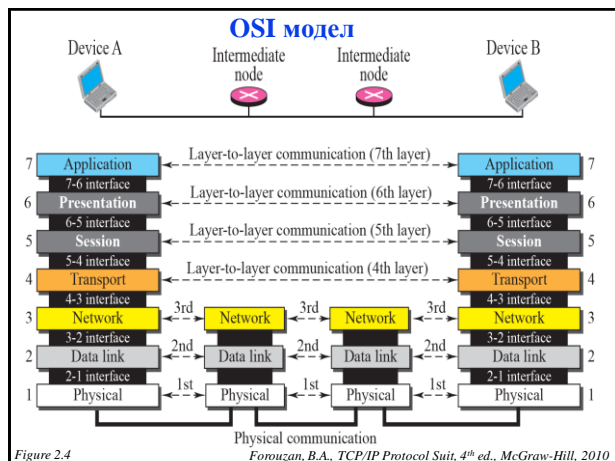 OSI модел
Device A
Intermediate node
Intermediate node
Device B
7 Application Layer-to-layer communication (7th layer) Application 7
7-6 interface 7-6 interface
6 Presentation Layer-to-layer communication (6th layer) Presentation 6
6-5 interface 6-5 interface
5 Session Layer-to-layer communication (5th layer) Session 5
5-4 interface 5-4 interface
4 Transport Layer-to-layer communication (4th layer) Transport 4
4-3 interface 4-3 interface
3 Network 3rd Network 3rd Network 3rd Network 3
3-2 interface 3-2 interface
2 Data link 2nd Data link 2nd Data link 2nd Data link 2
2-1 interface 2-1 interface
1 Physical 1st Physical 1st Physical 1st Physical 1
Physical communication
Figure 2.4 Forouzan, B.A., TCP/IP Protocol Suit, 4th ed., McGraw-Hill, 2010